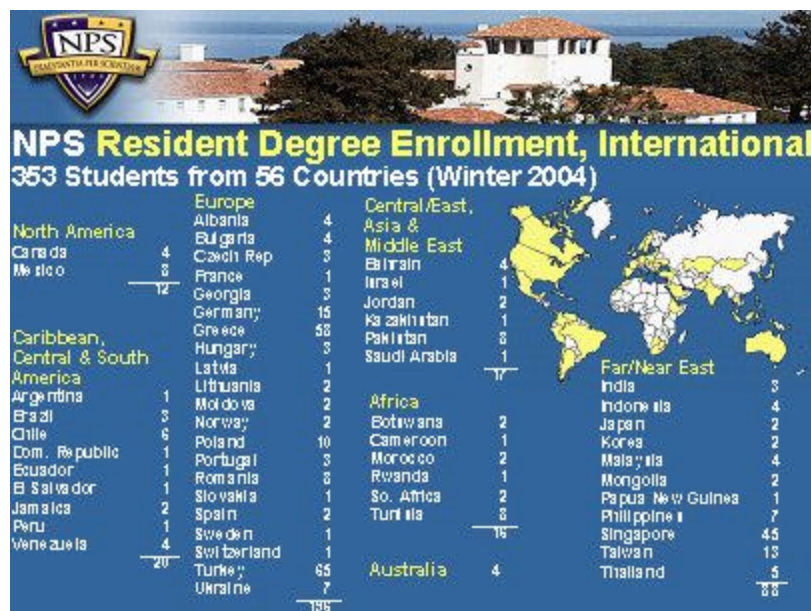 NPS
PRAESTANTIA PER SCIENTIAM
NPS Resident Degree Enrollment, International
353 Students from 56 Countries (Winter 2004)
North America
Canada 4
Mexico 8
12
Caribbean,
Central & South
America
Argentina 1
Brazil 3
Chile 6
Dom. Republic 1
Ecuador 1
El Salvador 1
Jamaica 2
Peru 1
Venezuela 4
20
Europe
Albania 4
Bulgaria 4
Czech Rep 3
France 1
Georgia 3
Germany 15
Greece 58
Hungary 3
Latvia 1
Lithuania 2
Moldova 2
Norway 2
Poland 10
Portugal 3
Romania 8
Slovakia 1
Spain 2
Sweden 1
Switzerland 1
Turkey 65
Ukraine 7
196
Central/East,
Asia &
Middle East
Bahrain 4
Israel 1
Jordan 2
Kazakhstan 1
Pakistan 8
Saudi Arabia 1
17
Africa
Botswana 2
Cameroon 1
Morocco 2
Rwanda 1
So. Africa 2
Tunisia 8
16
Australia 4
Far/Near East
India 3
Indonesia 4
Japan 2
Korea 2
Malaysia 4
Mongolia 2
Papua New Guinea 1
Philippines 7
Singapore 45
Taiwan 13
Thailand 5
88